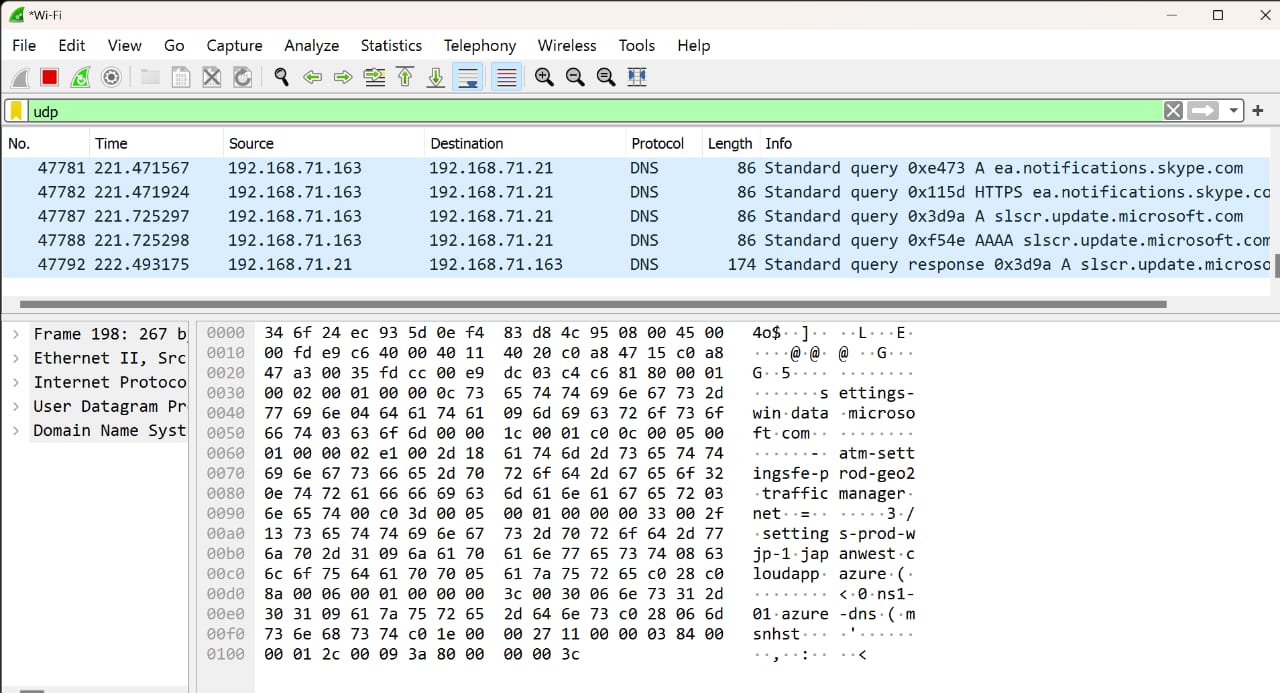 *Wi-Fi
File Edit View Go Capture Analyze Statistics Telephony Wireless Tools Help
udp
No. Time Source Destination Protocol Length Info
47781 221.471567 192.168.71.163 192.168.71.21 DNS 86 Standard query 0xe473 A ea.notifications.skype.com
47782 221.471924 192.168.71.163 192.168.71.21 DNS 86 Standard query 0x115d HTTPS ea.notifications.skype.co
47787 221.725297 192.168.71.163 192.168.71.21 DNS 86 Standard query 0x3d9a A slscr.update.microsoft.com
47788 221.725298 192.168.71.163 192.168.71.21 DNS 86 Standard query 0xf54e AAAA slscr.update.microsoft.com
47792 222.493175 192.168.71.21 192.168.71.163 DNS 174 Standard query response 0x3d9a A slscr.update.microso
Frame 198: 267 b
Ethernet II, Src
Internet Protoco
User Datagram Pr
Domain Name Syst
0000 34 6f 24 ec 93 5d 0e f4 83 d8 4c 95 08 00 45 00 4o$··]·· ··L···E·
0010 00 fd e9 c6 40 00 40 11 40 20 c0 a8 47 15 c0 a8 ····@·@· @ ··G···
0020 47 a3 00 35 fd cc 00 e9 dc 03 c4 c6 81 80 00 01 G··5···· ········
0030 00 02 00 01 00 00 0c 73 65 74 74 69 6e 67 73 2d ·······s ettings-
0040 77 69 6e 04 64 61 74 61 09 6d 69 63 72 6f 73 6f win·data ·microso
0050 66 74 03 63 6f 6d 00 00 1c 00 01 c0 0c 00 05 00 ft·com·· ········
0060 01 00 00 02 e1 00 2d 18 61 74 6d 2d 73 65 74 74 ······-· atm-sett
0070 69 6e 67 73 66 65 2d 70 72 6f 64 2d 67 65 6f 32 ingsfe-p rod-geo2
0080 0e 74 72 61 66 66 69 63 6d 61 6e 61 67 65 72 03 ·traffic manager·
0090 6e 65 74 00 c0 3d 00 05 00 01 00 00 00 33 00 2f net··=·· ·····3·/
00a0 13 73 65 74 74 69 6e 67 73 2d 70 72 6f 64 2d 77 ·setting s-prod-w
00b0 6a 70 2d 31 09 6a 61 70 61 6e 77 65 73 74 08 63 jp-1·jap anwest·c
00c0 6c 6f 75 64 61 70 70 05 61 7a 75 72 65 c0 28 c0 loudapp· azure·(·
00d0 8a 00 06 00 01 00 00 00 3c 00 30 06 6e 73 31 2d ········ <·0·ns1-
00e0 30 31 09 61 7a 75 72 65 2d 64 6e 73 c0 28 06 6d 01·azure -dns·(·m
00f0 73 6e 68 73 74 c0 1e 00 00 27 11 00 00 03 84 00 snhst··· ·'······
0100 00 01 2c 00 09 3a 80 00 00 00 3c ··,··:·· ··<